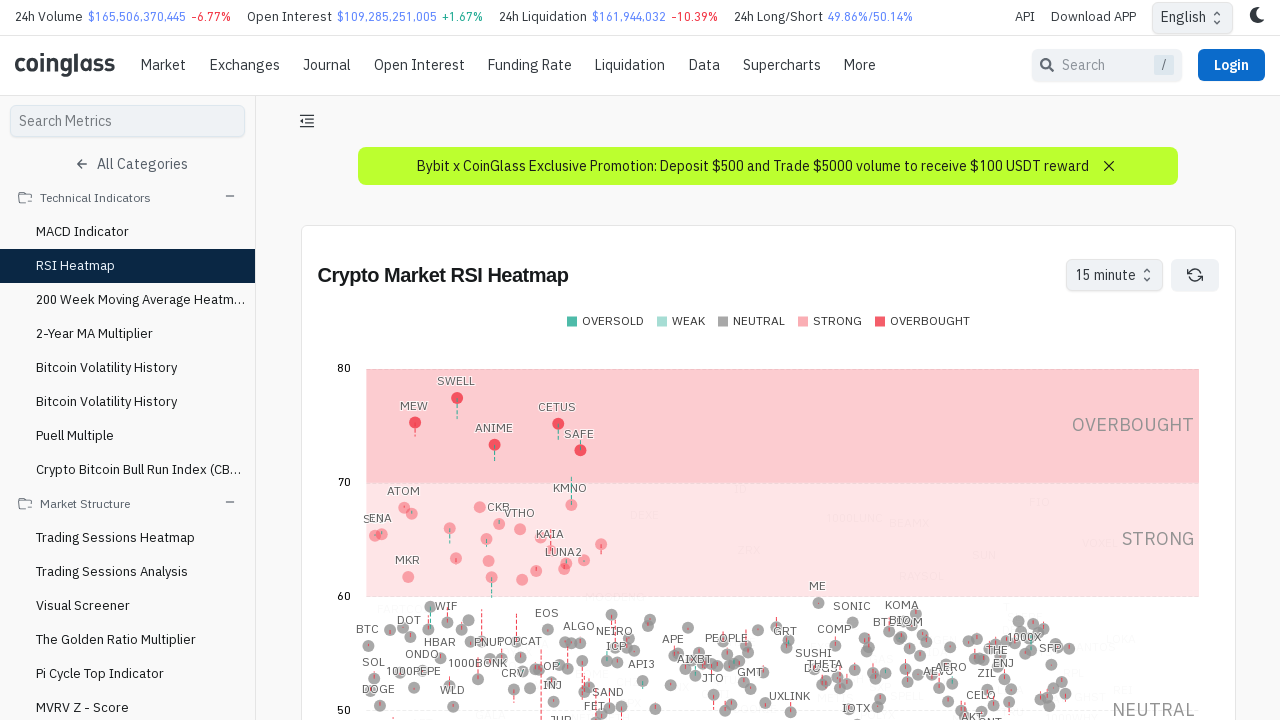 24h Volume $165,506,370,445 -6.77% Open Interest $109,285,251,005 +1.67% 24h Liquidation $161,944,032 -10.39% 24h Long/Short 49.86%/50.14% API Download APP English
coinglass Market Exchanges Journal Open Interest Funding Rate Liquidation Data Supercharts More Search / Login
Search Metrics
All Categories
Technical Indicators
MACD Indicator
RSI Heatmap
200 Week Moving Average Heatm...
2-Year MA Multiplier
Bitcoin Volatility History
Bitcoin Volatility History
Puell Multiple
Crypto Bitcoin Bull Run Index (CB...
Market Structure
Trading Sessions Heatmap
Trading Sessions Analysis
Visual Screener
The Golden Ratio Multiplier
Pi Cycle Top Indicator
MVRV Z - Score
Bybit x CoinGlass Exclusive Promotion: Deposit $500 and Trade $5000 volume to receive $100 USDT reward
Crypto Market RSI Heatmap
15 minute
OVERSOLD WEAK NEUTRAL STRONG OVERBOUGHT
80
SWELL
MEW CETUS
OVERBOUGHT
ANIME SAFE
70
ATOM KMNO
CKB VTHO
ENA
KAIA STRONG
LUNA2
MKR
ME
60
WIF SONIC KOMA
EOS
DOT ALGO BIO
BTC NEIRO GRT COMP
HBAR POPCAT APE PEOPLE 1000X
ICP SFP
ONDO SUSHI THE
SOL 1000BONK API3 AIXBT THETA ENJ
1000PEPE CRV GMT AEVO AERO ZIL
JTO
DOGE WLD INJ SAND UXLINK CELO
FET IOTX
50 NEUTRAL
AKT